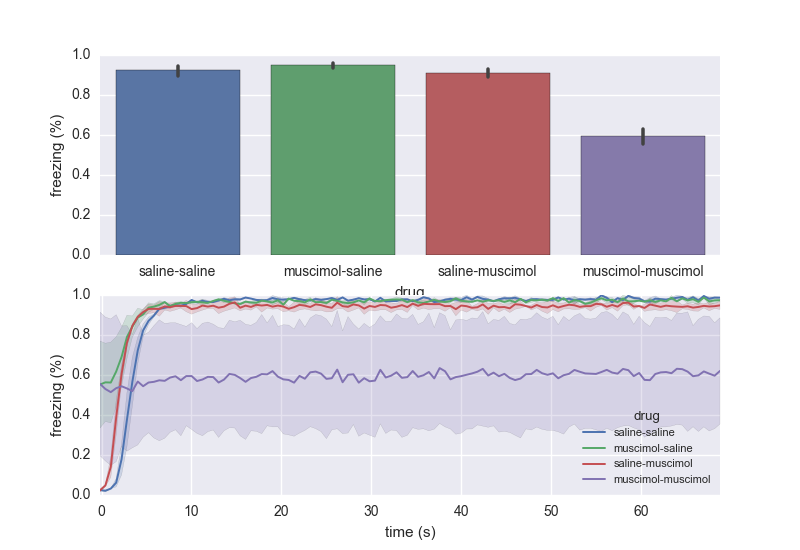 1.0
0.8
0.6
0.4
0.2
0.0
freezing (%)
saline-saline muscimol-saline saline-muscimol muscimol-muscimol
drug
1.0
0.8
0.6
0.4
0.2
0.0
freezing (%)
drug
saline-saline
muscimol-saline
saline-muscimol
muscimol-muscimol
0 10 20 30 40 50 60
time (s)